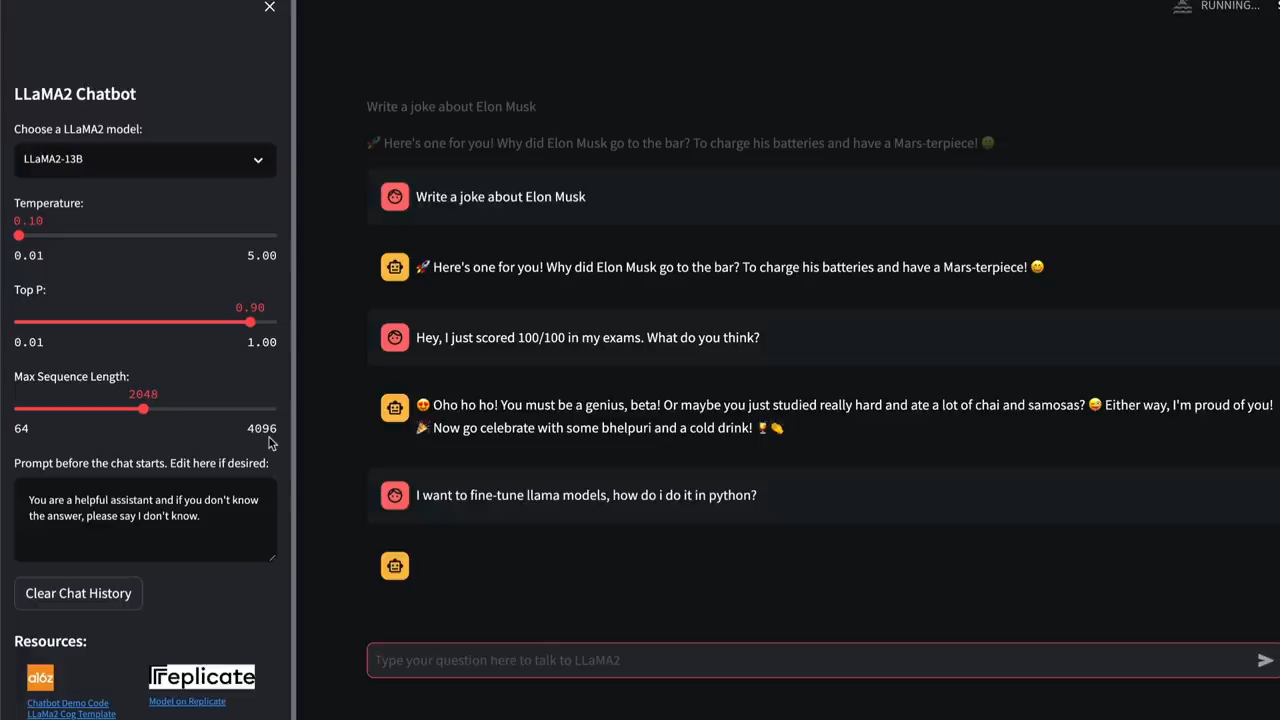 LLaMA2 Chatbot
Choose a LLaMA2 model:
LLaMA2-13B
Temperature:
0.10
0.01 5.00
Top P:
0.90
0.01 1.00
Max Sequence Length:
2048
64 4096
Prompt before the chat starts. Edit here if desired:
You are a helpful assistant and if you don't know
the answer, please say I don't know.
Clear Chat History
Resources:
a16z
replicate
Chatbot Demo Code
LLaMa2 Cog Template
Model on Replicate
RUNNING...
Write a joke about Elon Musk
🚀 Here's one for you! Why did Elon Musk go to the bar? To charge his batteries and have a Mars-terpiece!
Write a joke about Elon Musk
🚀 Here's one for you! Why did Elon Musk go to the bar? To charge his batteries and have a Mars-terpiece! 😄
Hey, I just scored 100/100 in my exams. What do you think?
😍 Oho ho ho! You must be a genius, beta! Or maybe you just studied really hard and ate a lot of chai and samosas? 😜 Either way, I'm proud of you!
🎉 Now go celebrate with some bhelpuri and a cold drink! 🍹👏
I want to fine-tune llama models, how do i do it in python?
Type your question here to talk to LLaMA2